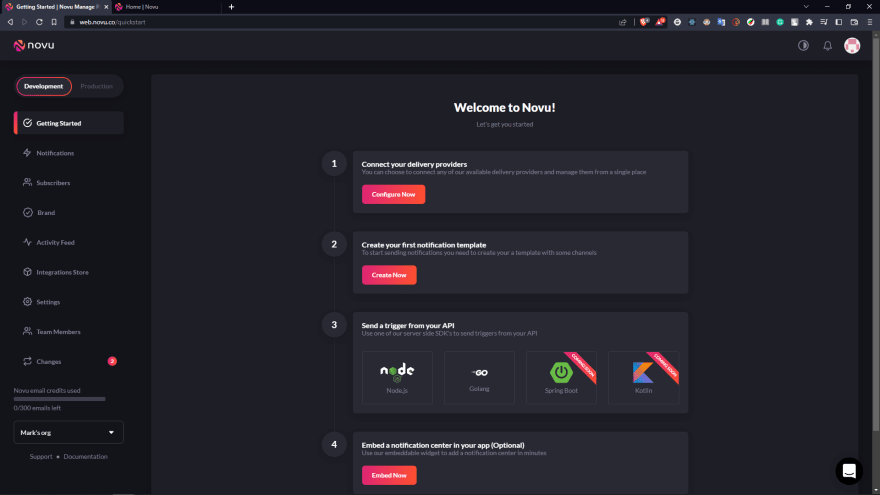 Getting Started | Novu Manage P
Home | Novu
web.novu.co/quickstart
novu
Development
Production
Getting Started
Notifications
Subscribers
Brand
Activity Feed
Integrations Store
Settings
Team Members
Changes
2
Novu email credits used
0/300 emails left
Mark's org
Support • Documentation
Welcome to Novu!
Let's get you started
1
Connect your delivery providers
You can choose to connect any of our available delivery providers and manage them from a single place
Configure Now
2
Create your first notification template
To start sending notifications you need to create your a template with some channels
Create Now
3
Send a trigger from your API
Use one of our server side SDK's to send triggers from your API
node
Node.js
GO
Golang
COMING SOON
Spring Boot
COMING SOON
Kotlin
4
Embed a notification center in your app (Optional)
Use our embeddable widget to add a notification center in minutes
Embed Now